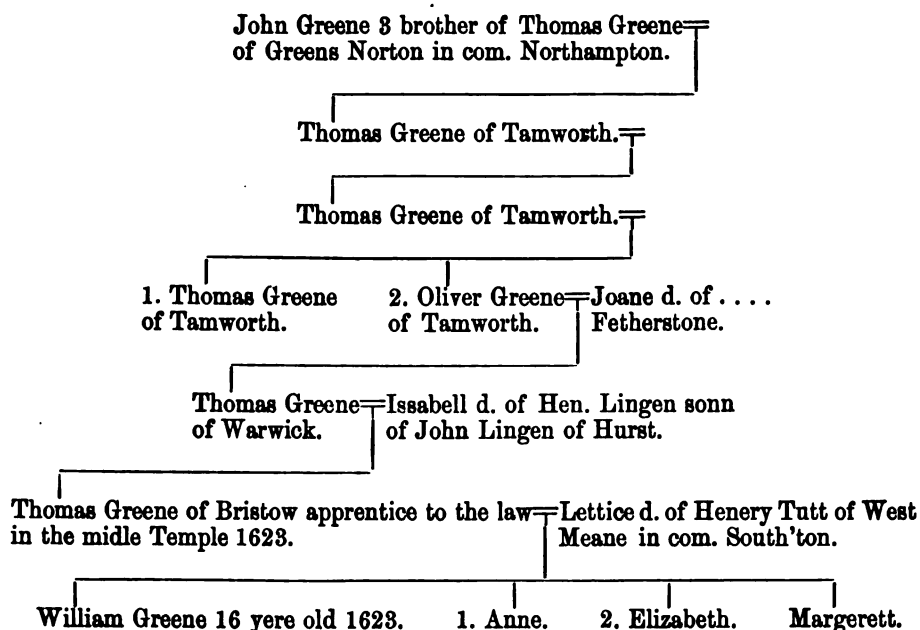 John Greene 3 brother of Thomas Greene
of Greens Norton in com. Northampton.
Thomas Greene of Tamworth.
Thomas Greene of Tamworth.
1. Thomas Greene
of Tamworth.
2. Oliver Greene
of Tamworth.
Joane d. of . . . .
Fetherstone.
Thomas Greene
of Warwick.
Issabell d. of Hen. Lingen sonn
of John Lingen of Hurst.
Thomas Greene of Bristow apprentice to the law
in the midle Temple 1623.
Lettice d. of Henery Tutt of West
Meane in com. South'ton.
William Greene 16 yere old 1623.
1. Anne.
2. Elizabeth.
Margerett.